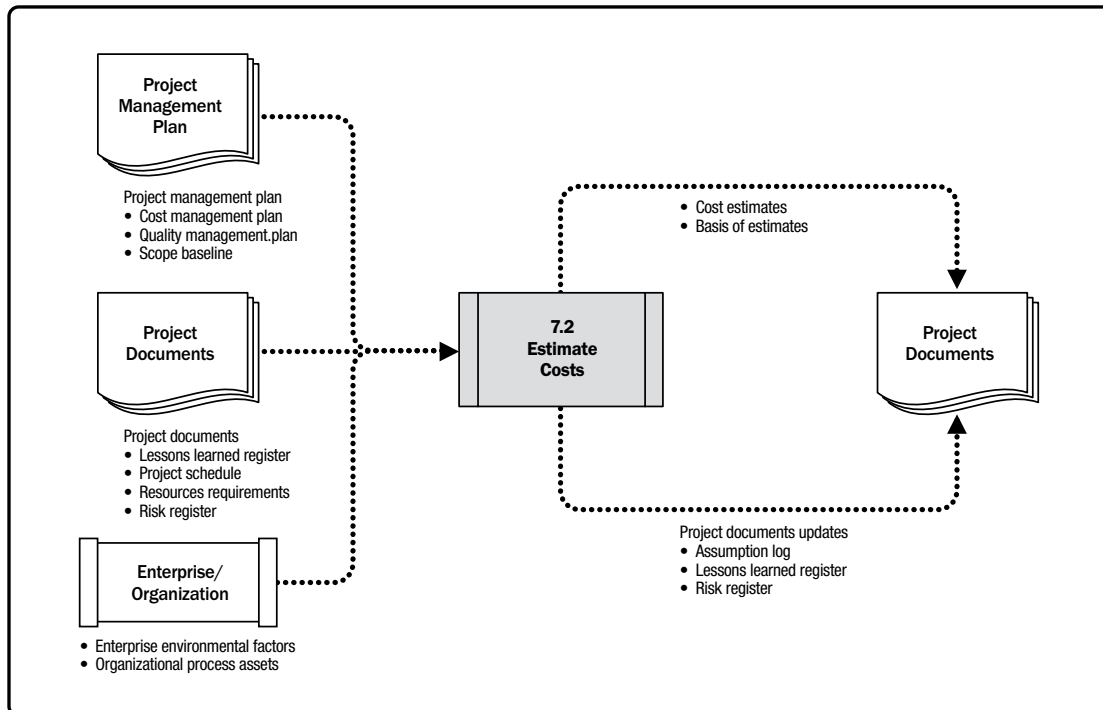 Project
Management
Plan
Project management plan
• Cost management plan
• Quality management.plan
• Scope baseline
Project
Documents
Project documents
• Lessons learned register
• Project schedule
• Resources requirements
• Risk register
Enterprise/
Organization
• Enterprise environmental factors
• Organizational process assets
7.2
Estimate
Costs
• Cost estimates
• Basis of estimates
Project
Documents
Project documents updates
• Assumption log
• Lessons learned register
• Risk register